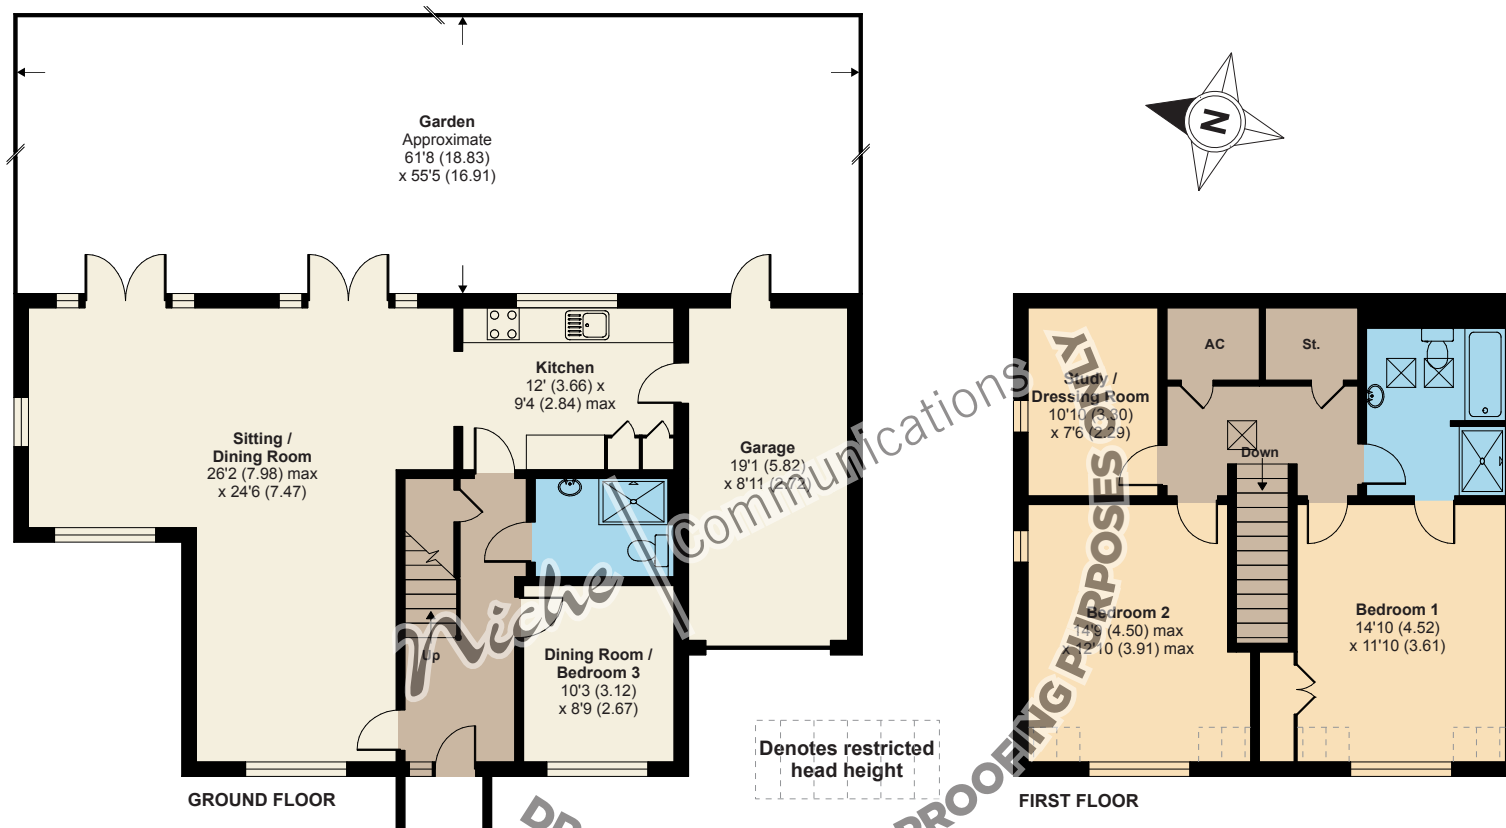 Garden
Approximate
61'8 (18.83)
x 55'5 (16.91)
N
Kitchen
12' (3.66) x
9'4 (2.84) max
Sitting /
Dining Room
26'2 (7.98) max
x 24'6 (7.47)
Garage
19'1 (5.82)
x 8'11 (2.72)
Up
Dining Room /
Bedroom 3
10'3 (3.12)
x 8'9 (2.67)
GROUND FLOOR
Denotes restricted
head height
AC
St.
Study /
Dressing Room
10'10 (3.30)
x 7'6 (2.29)
Down
Bedroom 2
14'9 (4.50) max
x 12'10 (3.91) max
Bedroom 1
14'10 (4.52)
x 11'10 (3.61)
FIRST FLOOR
Niche Communications
PROOFING PURPOSES ONLY